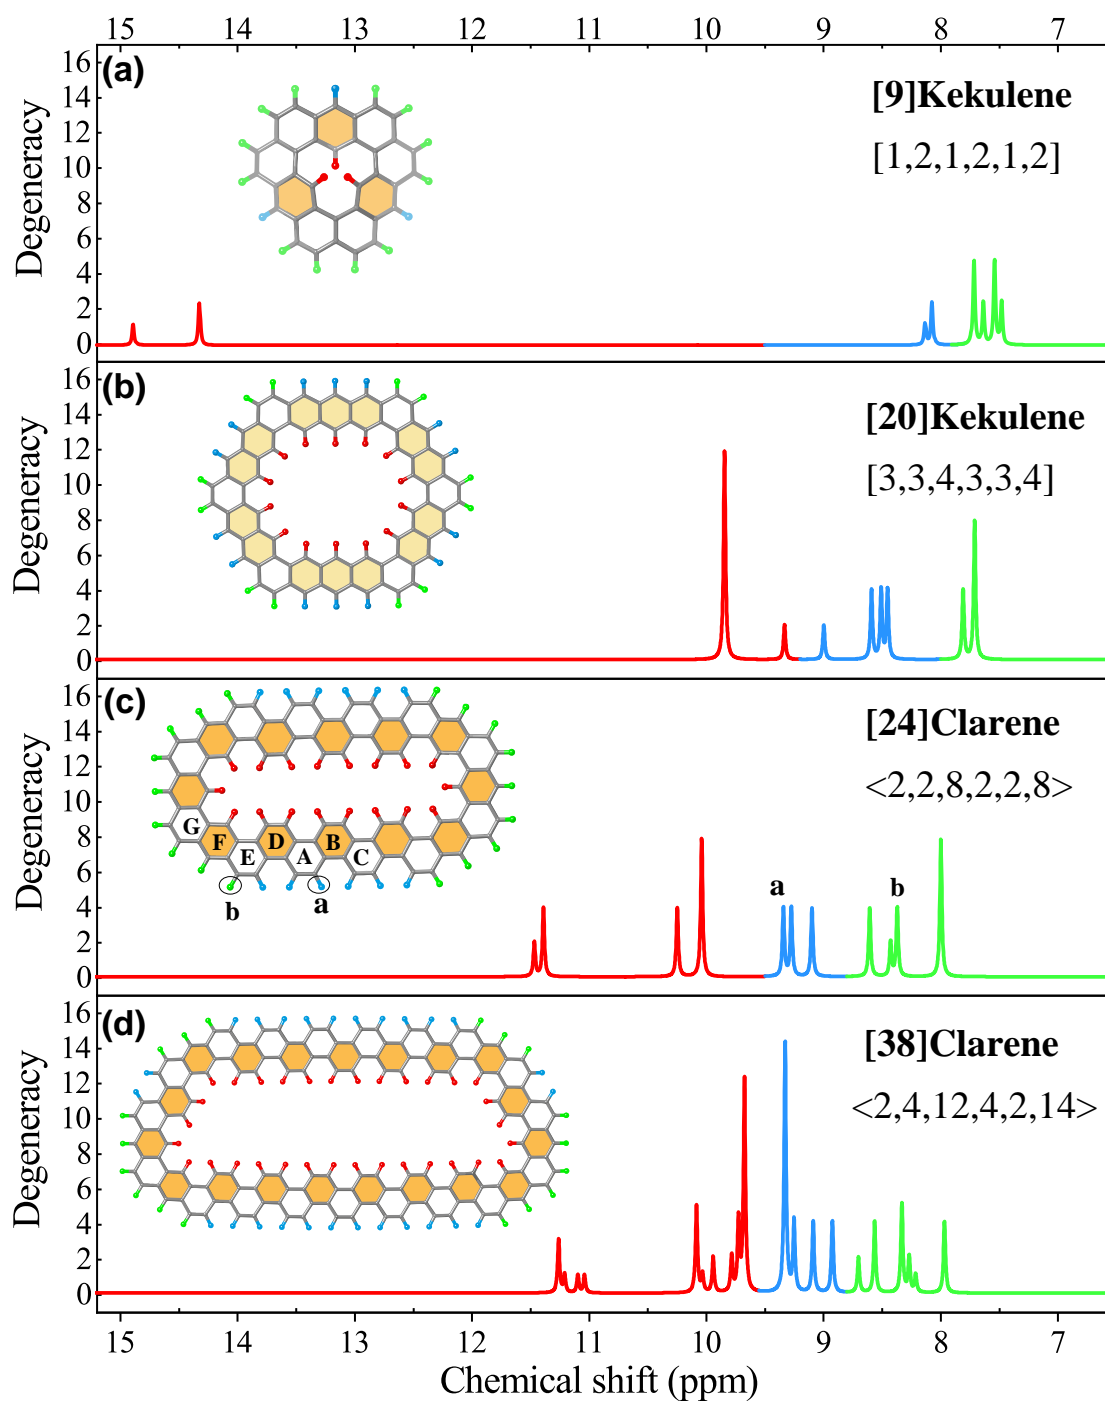 15 14 13 12 11 10 9 8 7
(a)
[9]Kekulene
[1,2,1,2,1,2]
Degeneracy
16
14
12
10
8
6
4
2
0
(b)
[20]Kekulene
[3,3,4,3,3,4]
Degeneracy
16
14
12
10
8
6
4
2
0
(c)
[24]Clarene
<2,2,8,2,2,8>
Degeneracy
16
14
12
10
8
6
4
2
0
G F E D A B C
b a
a b
(d)
[38]Clarene
<2,4,12,4,2,14>
Degeneracy
16
14
12
10
8
6
4
2
0
15 14 13 12 11 10 9 8 7
Chemical shift (ppm)